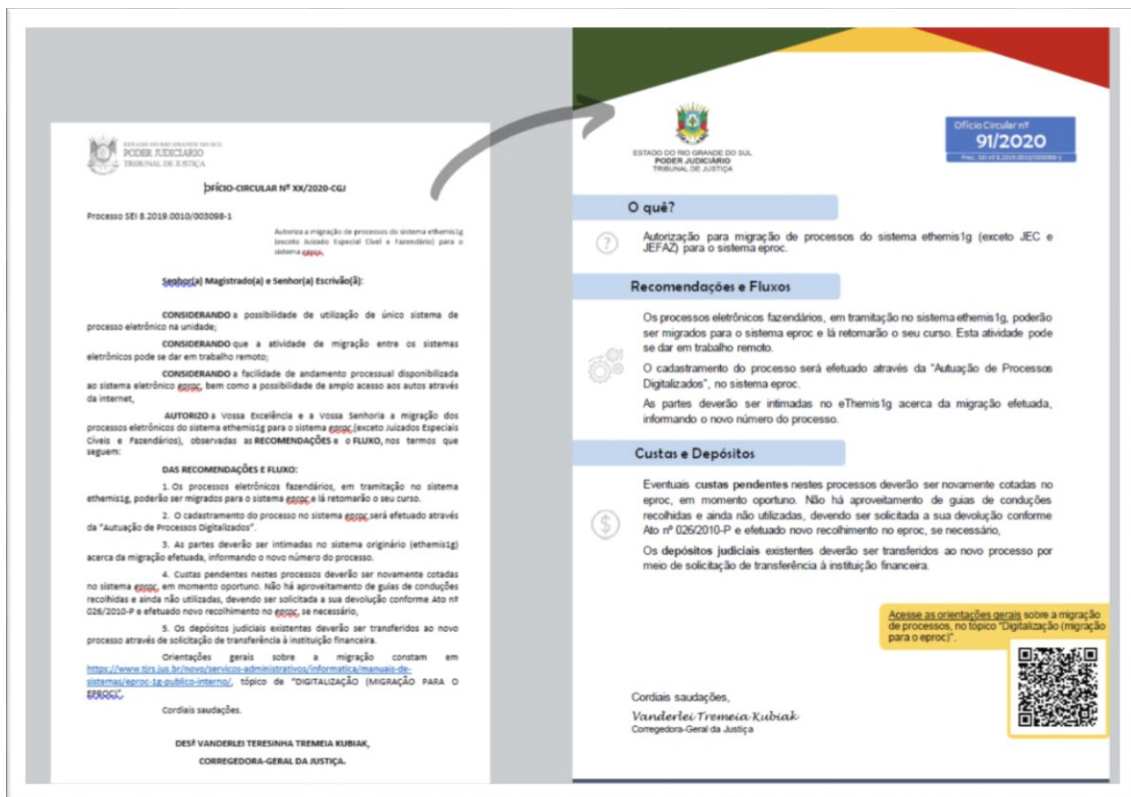 ESTADO DO RIO GRANDE DO SUL
PODER JUDICIÁRIO
TRIBUNAL DE JUSTIÇA
OFÍCIO-CIRCULAR Nº XX/2020-CGJ
Processo SEI 8.2019.0010/003098-1
Autoriza a migração de processos do sistema ethemis1g
(exceto Juizado Especial Cível e Fazendário) para o
sistema eproc.
Senhor(a) Magistrado(a) e Senhor(a) Escrivão(ã):
CONSIDERANDO a possibilidade de utilização de único sistema de
processo eletrônico na unidade;
CONSIDERANDO que a atividade de migração entre os sistemas
eletrônicos pode se dar em trabalho remoto;
CONSIDERANDO a facilidade de andamento processual disponibilizada
ao sistema eletrônico eproc, bem como a possibilidade de amplo acesso aos autos através
da internet,
AUTORIZO a Vossa Excelência e a Vossa Senhoria a migração dos
processos eletrônicos do sistema ethemis1g para o sistema eproc (exceto Juizados Especiais
Cíveis e Fazendários), observadas as RECOMENDAÇÕES e o FLUXO, nos termos que
seguem:
DAS RECOMENDAÇÕES E FLUXO:
1. Os processos eletrônicos fazendários, em tramitação no sistema
ethemis1g, poderão ser migrados para o sistema eproc e lá retomarão o seu curso.
2. O cadastramento do processo no sistema eproc será efetuado através
da "Autuação de Processos Digitalizados".
3. As partes deverão ser intimadas no sistema originário (ethemis1g)
acerca da migração efetuada, informando o novo número do processo.
4. Custas pendentes nestes processos deverão ser novamente cotadas
no sistema eproc, em momento oportuno. Não há aproveitamento de guias de conduções
recolhidas e ainda não utilizadas, devendo ser solicitada a sua devolução conforme Ato nº
026/2010-P e efetuado novo recolhimento no eproc, se necessário,
5. Os depósitos judiciais existentes deverão ser transferidos ao novo
processo através de solicitação de transferência à instituição financeira.
Orientações gerais sobre a migração constam em
https://www.tjrs.jus.br/novo/servicos-administrativos/informatica/manuais-de-
sistemas/eproc-1g-publico-interno/, tópico de "DIGITALIZAÇÃO (MIGRAÇÃO PARA O
EPROC)".
Cordiais saudações.
DESª VANDERLEI TERESINHA TREMEIA KUBIAK,
CORREGEDORA-GERAL DA JUSTIÇA.
ESTADO DO RIO GRANDE DO SUL
PODER JUDICIÁRIO
TRIBUNAL DE JUSTIÇA
Ofício Circular nº
91/2020
Proc. SEI nº 8.2019.0010/003098-1
O quê?
Autorização para migração de processos do sistema ethemis1g (exceto JEC e
JEFAZ) para o sistema eproc.
Recomendações e Fluxos
Os processos eletrônicos fazendários, em tramitação no sistema ethemis1g, poderão
ser migrados para o sistema eproc e lá retomarão o seu curso. Esta atividade pode
se dar em trabalho remoto.
O cadastramento do processo será efetuado através da "Autuação de Processos
Digitalizados", no sistema eproc.
As partes deverão ser intimadas no eThemis1g acerca da migração efetuada,
informando o novo número do processo.
Custas e Depósitos
Eventuais custas pendentes nestes processos deverão ser novamente cotadas no
eproc, em momento oportuno. Não há aproveitamento de guias de conduções
recolhidas e ainda não utilizadas, devendo ser solicitada a sua devolução conforme
Ato nº 026/2010-P e efetuado novo recolhimento no eproc, se necessário,
Os depósitos judiciais existentes deverão ser transferidos ao novo processo por
meio de solicitação de transferência à instituição financeira.
Acesse as orientações gerais sobre a migração
de processos, no tópico "Digitalização (migração
para o eproc)".
Cordiais saudações,
Vanderlei Tremeia Kubiak
Corregedora-Geral da Justiça